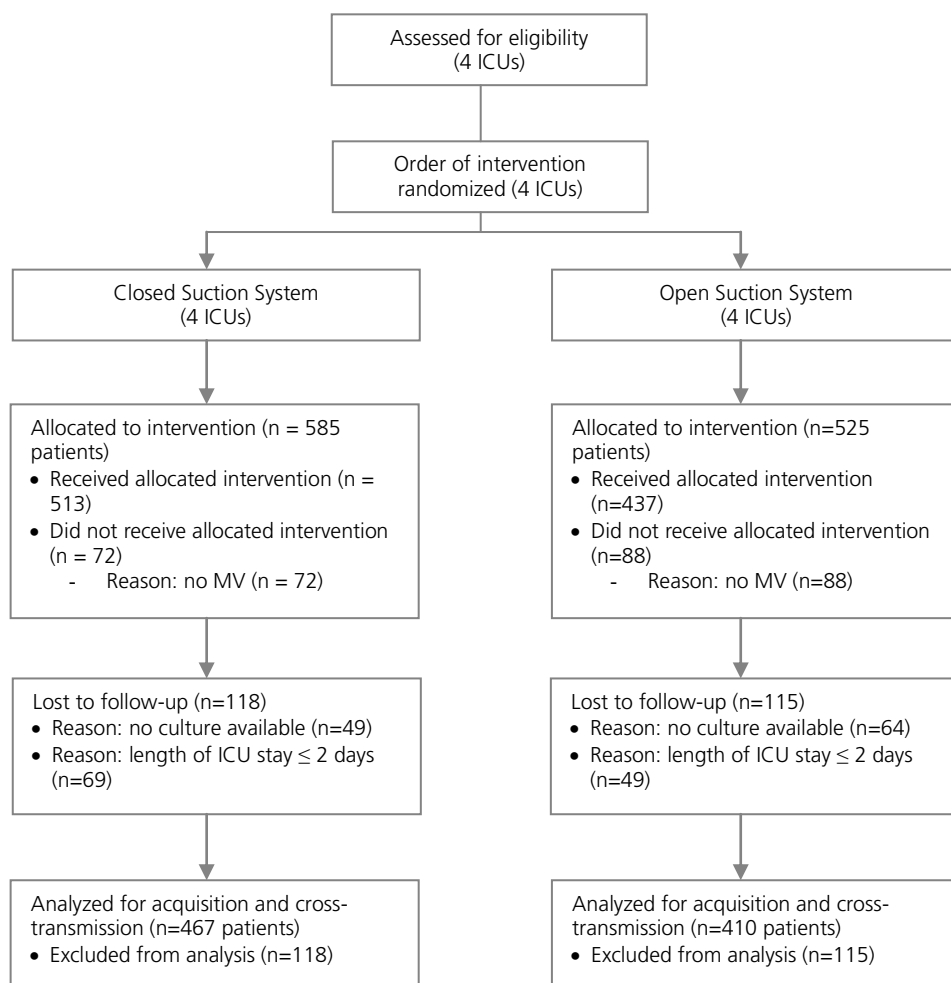 Assessed for eligibility
(4 ICUs)
Order of intervention
randomized (4 ICUs)
Closed Suction System
(4 ICUs)
Open Suction System
(4 ICUs)
Allocated to intervention (n = 585
patients)
• Received allocated intervention (n =
513)
• Did not receive allocated intervention
(n = 72)
- Reason: no MV (n = 72)
Allocated to intervention (n=525
patients)
• Received allocated intervention
(n=437)
• Did not receive allocated intervention
(n=88)
- Reason: no MV (n=88)
Lost to follow-up (n=118)
• Reason: no culture available (n=49)
• Reason: length of ICU stay ≤ 2 days
(n=69)
Lost to follow-up (n=115)
• Reason: no culture available (n=64)
• Reason: length of ICU stay ≤ 2 days
(n=49)
Analyzed for acquisition and cross-
transmission (n=467 patients)
• Excluded from analysis (n=118)
Analyzed for acquisition and cross-
transmission (n=410 patients)
• Excluded from analysis (n=115)